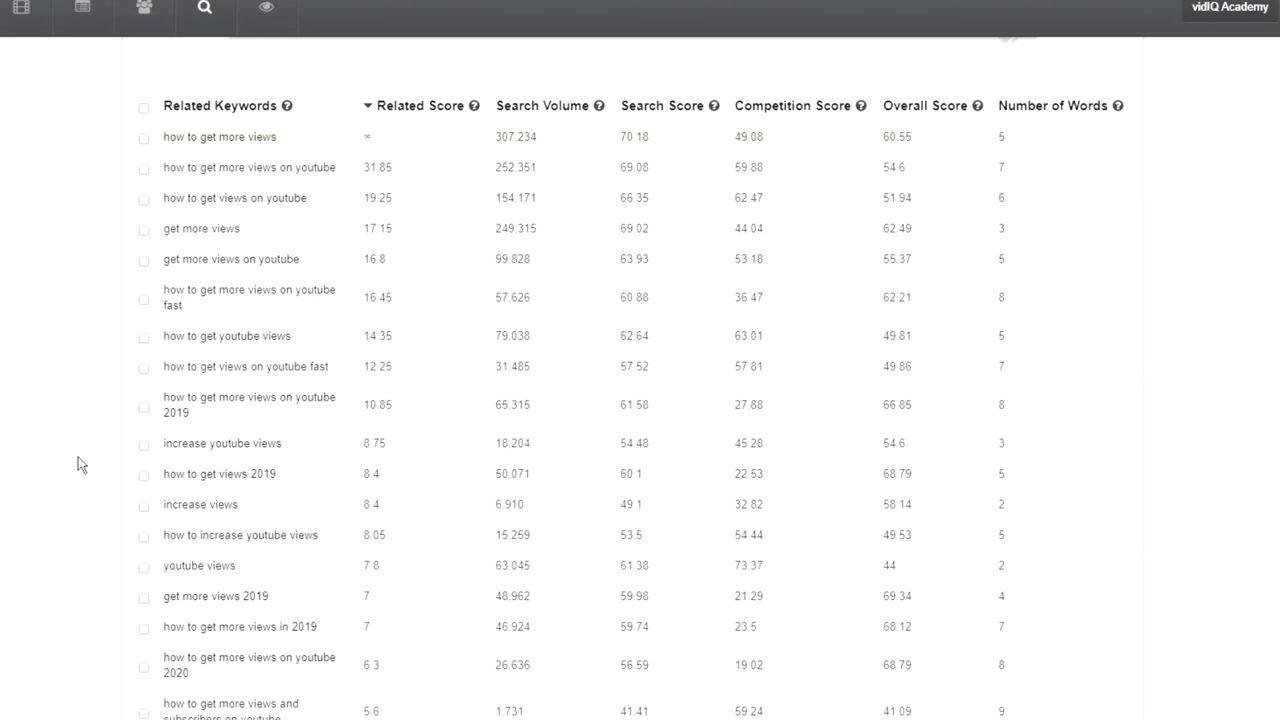 vidIQ Academy
Related Keywords Related Score Search Volume Search Score Competition Score Overall Score Number of Words
how to get more views ∞ 307.234 70.18 49.08 60.55 5
how to get more views on youtube 31.85 252.351 69.08 59.88 54.6 7
how to get views on youtube 19.25 154.171 66.35 62.47 51.94 6
get more views 17.15 249.315 69.02 44.04 62.49 3
get more views on youtube 16.8 99.828 63.93 53.18 55.37 5
how to get more views on youtube
fast 16.45 57.626 60.88 36.47 62.21 8
how to get youtube views 14.35 79.038 62.64 63.01 49.81 5
how to get views on youtube fast 12.25 31.485 57.52 57.81 49.86 7
how to get more views on youtube
2019 10.85 65.315 61.58 27.88 66.85 8
increase youtube views 8.75 18.204 54.48 45.28 54.6 3
how to get views 2019 8.4 50.071 60.1 22.53 68.79 5
increase views 8.4 6.910 49.1 32.82 58.14 2
how to increase youtube views 8.05 15.259 53.5 54.44 49.53 5
youtube views 7.8 63.045 61.38 73.37 44 2
get more views 2019 7 48.962 59.98 21.29 69.34 4
how to get more views in 2019 7 46.924 59.74 23.5 68.12 7
how to get more views on youtube
2020 6.3 26.636 56.59 19.02 68.79 8
how to get more views and
subscribers on youtube 5.6 1.731 41.41 59.24 41.09 9